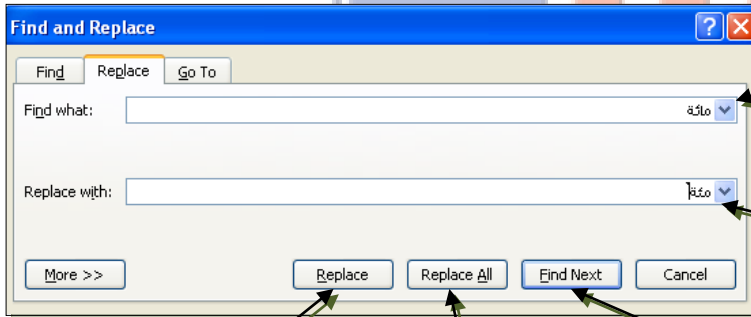 Find and Replace
Find Replace Go To
Find what: مائة
Replace with: مئة
More >> Replace Replace All Find Next Cancel